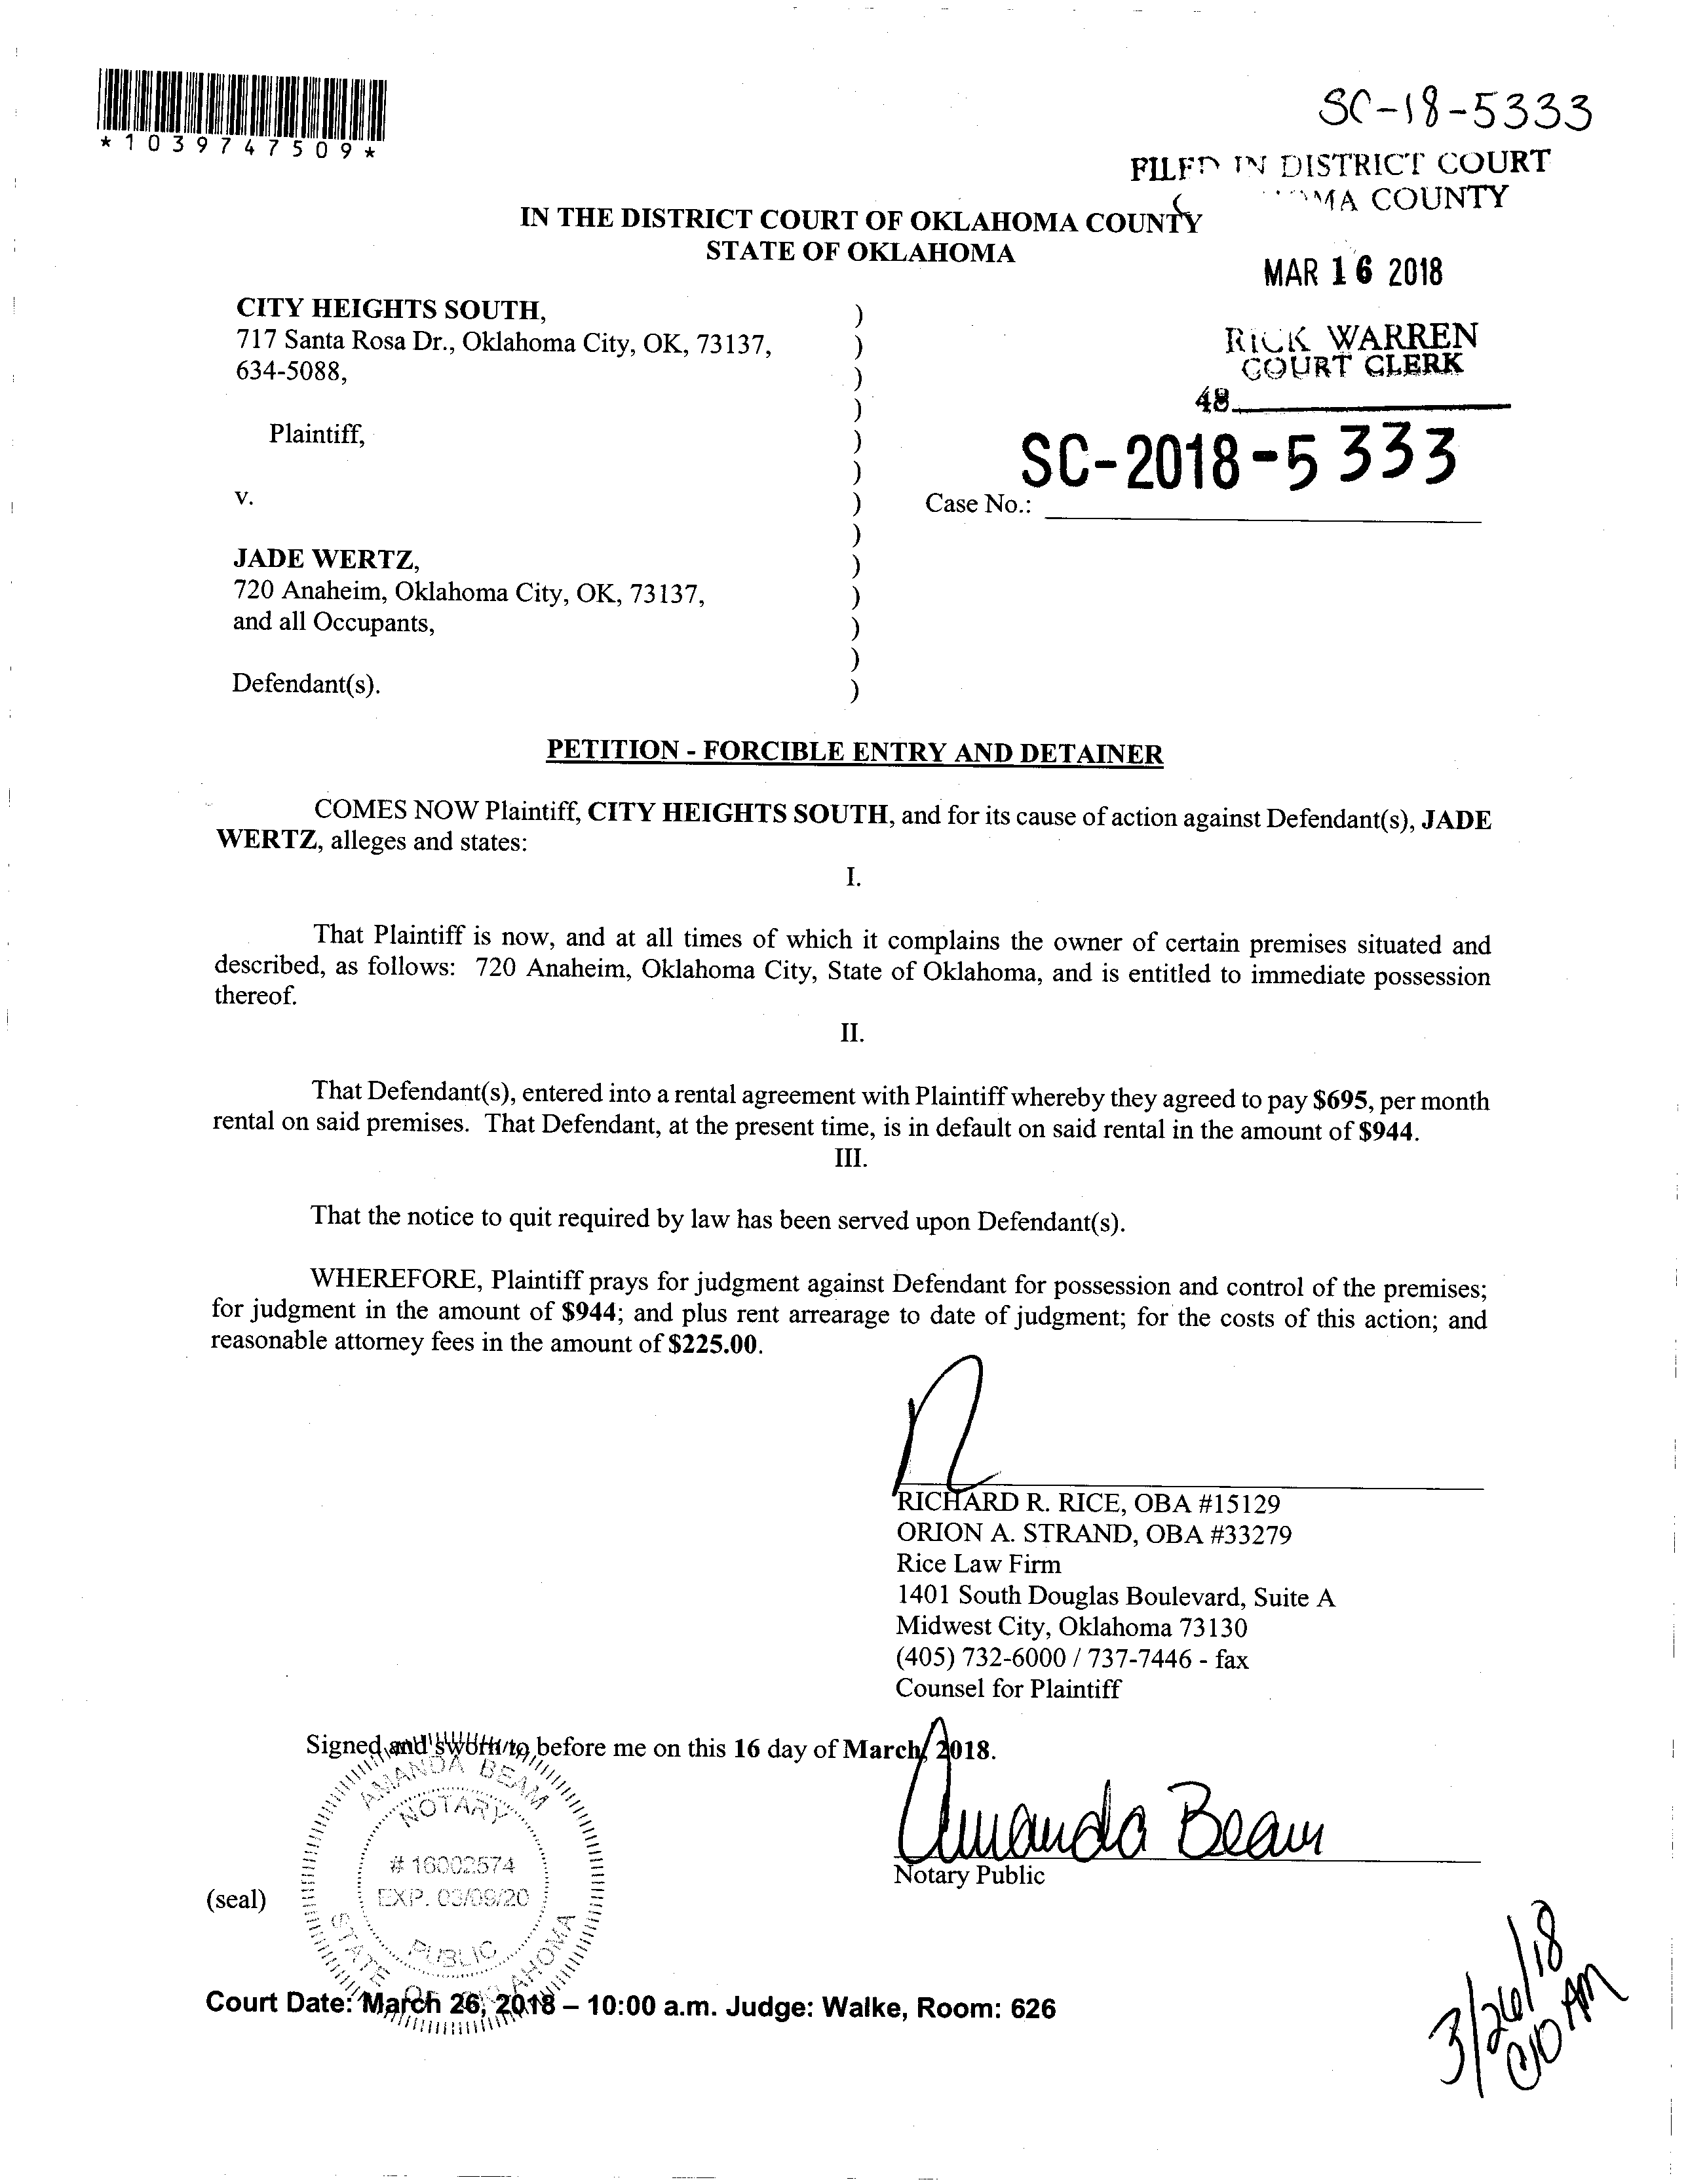 SC-18-5333
*1039747509*
FILED IN DISTRICT COURT
MA COUNTY
IN THE DISTRICT COURT OF OKLAHOMA COUNTY
STATE OF OKLAHOMA
MAR 16 2018
RICK WARREN
COURT CLERK
48
CITY HEIGHTS SOUTH, )
717 Santa Rosa Dr., Oklahoma City, OK, 73137, )
634-5088, )
)
Plaintiff, )
)
v. )
SC-2018-5333
Case No.:
)
JADE WERTZ, )
720 Anaheim, Oklahoma City, OK, 73137, )
and all Occupants, )
)
Defendant(s). )
PETITION - FORCIBLE ENTRY AND DETAINER
COMES NOW Plaintiff, CITY HEIGHTS SOUTH, and for its cause of action against Defendant(s), JADE
WERTZ, alleges and states:
I.
That Plaintiff is now, and at all times of which it complains the owner of certain premises situated and
described, as follows: 720 Anaheim, Oklahoma City, State of Oklahoma, and is entitled to immediate possession
thereof.
II.
That Defendant(s), entered into a rental agreement with Plaintiff whereby they agreed to pay $695, per month
rental on said premises. That Defendant, at the present time, is in default on said rental in the amount of $944.
III.
That the notice to quit required by law has been served upon Defendant(s).
WHEREFORE, Plaintiff prays for judgment against Defendant for possession and control of the premises;
for judgment in the amount of $944; and plus rent arrearage to date of judgment; for the costs of this action; and
reasonable attorney fees in the amount of $225.00.
RICHARD R. RICE, OBA #15129
ORION A. STRAND, OBA #33279
Rice Law Firm
1401 South Douglas Boulevard, Suite A
Midwest City, Oklahoma 73130
(405) 732-6000 / 737-7446 - fax
Counsel for Plaintiff
Signed and sworn to before me on this 16 day of March, 2018.
Amanda Beam
Notary Public
(seal)
AMANDA BEAM
NOTARY
# 16002574
EXP. 03/09/20
PUBLIC
STATE OF OKLAHOMA
Court Date: March 26, 2018 – 10:00 a.m. Judge: Walke, Room: 626
3/26/18
@10 AM